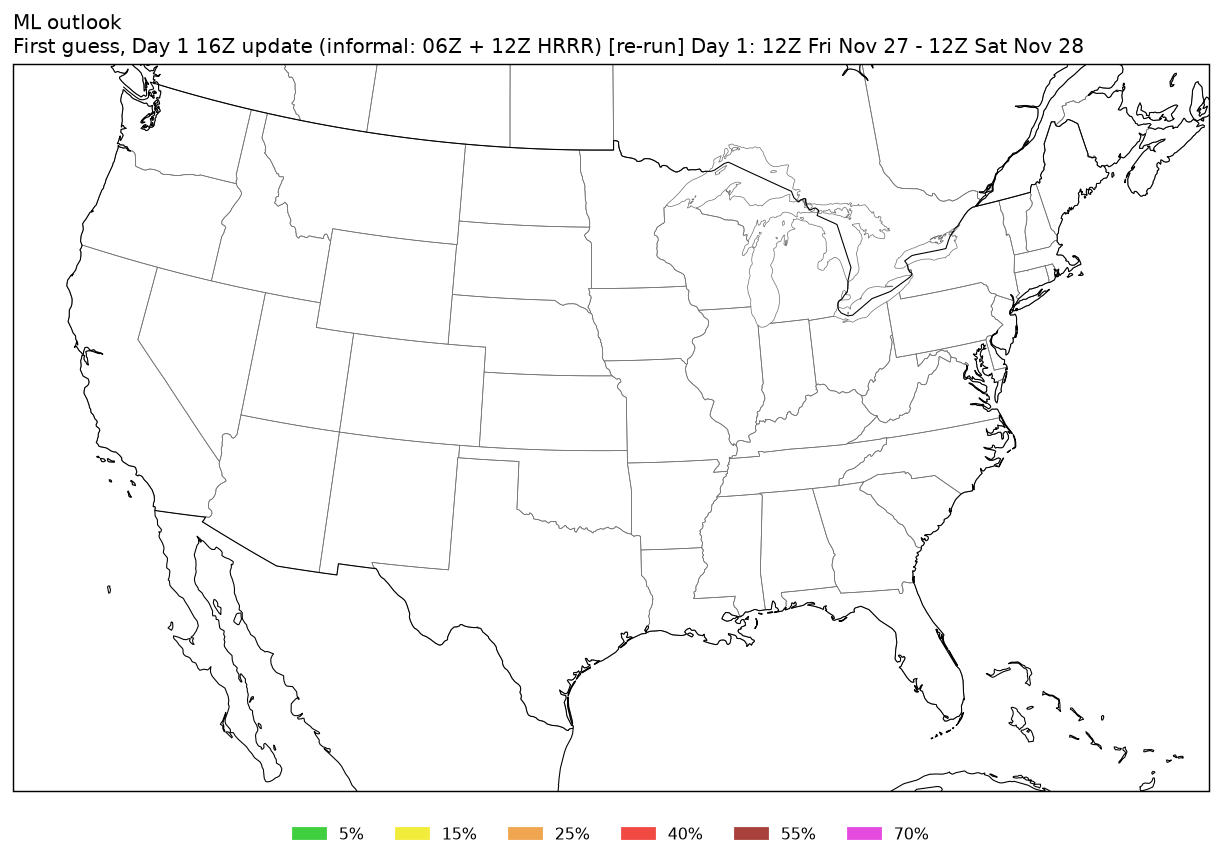 ML outlook
First guess, Day 1 16Z update (informal: 06Z + 12Z HRRR) [re-run] Day 1: 12Z Fri Nov 27 - 12Z Sat Nov 28
5% 15% 25% 40% 55% 70%